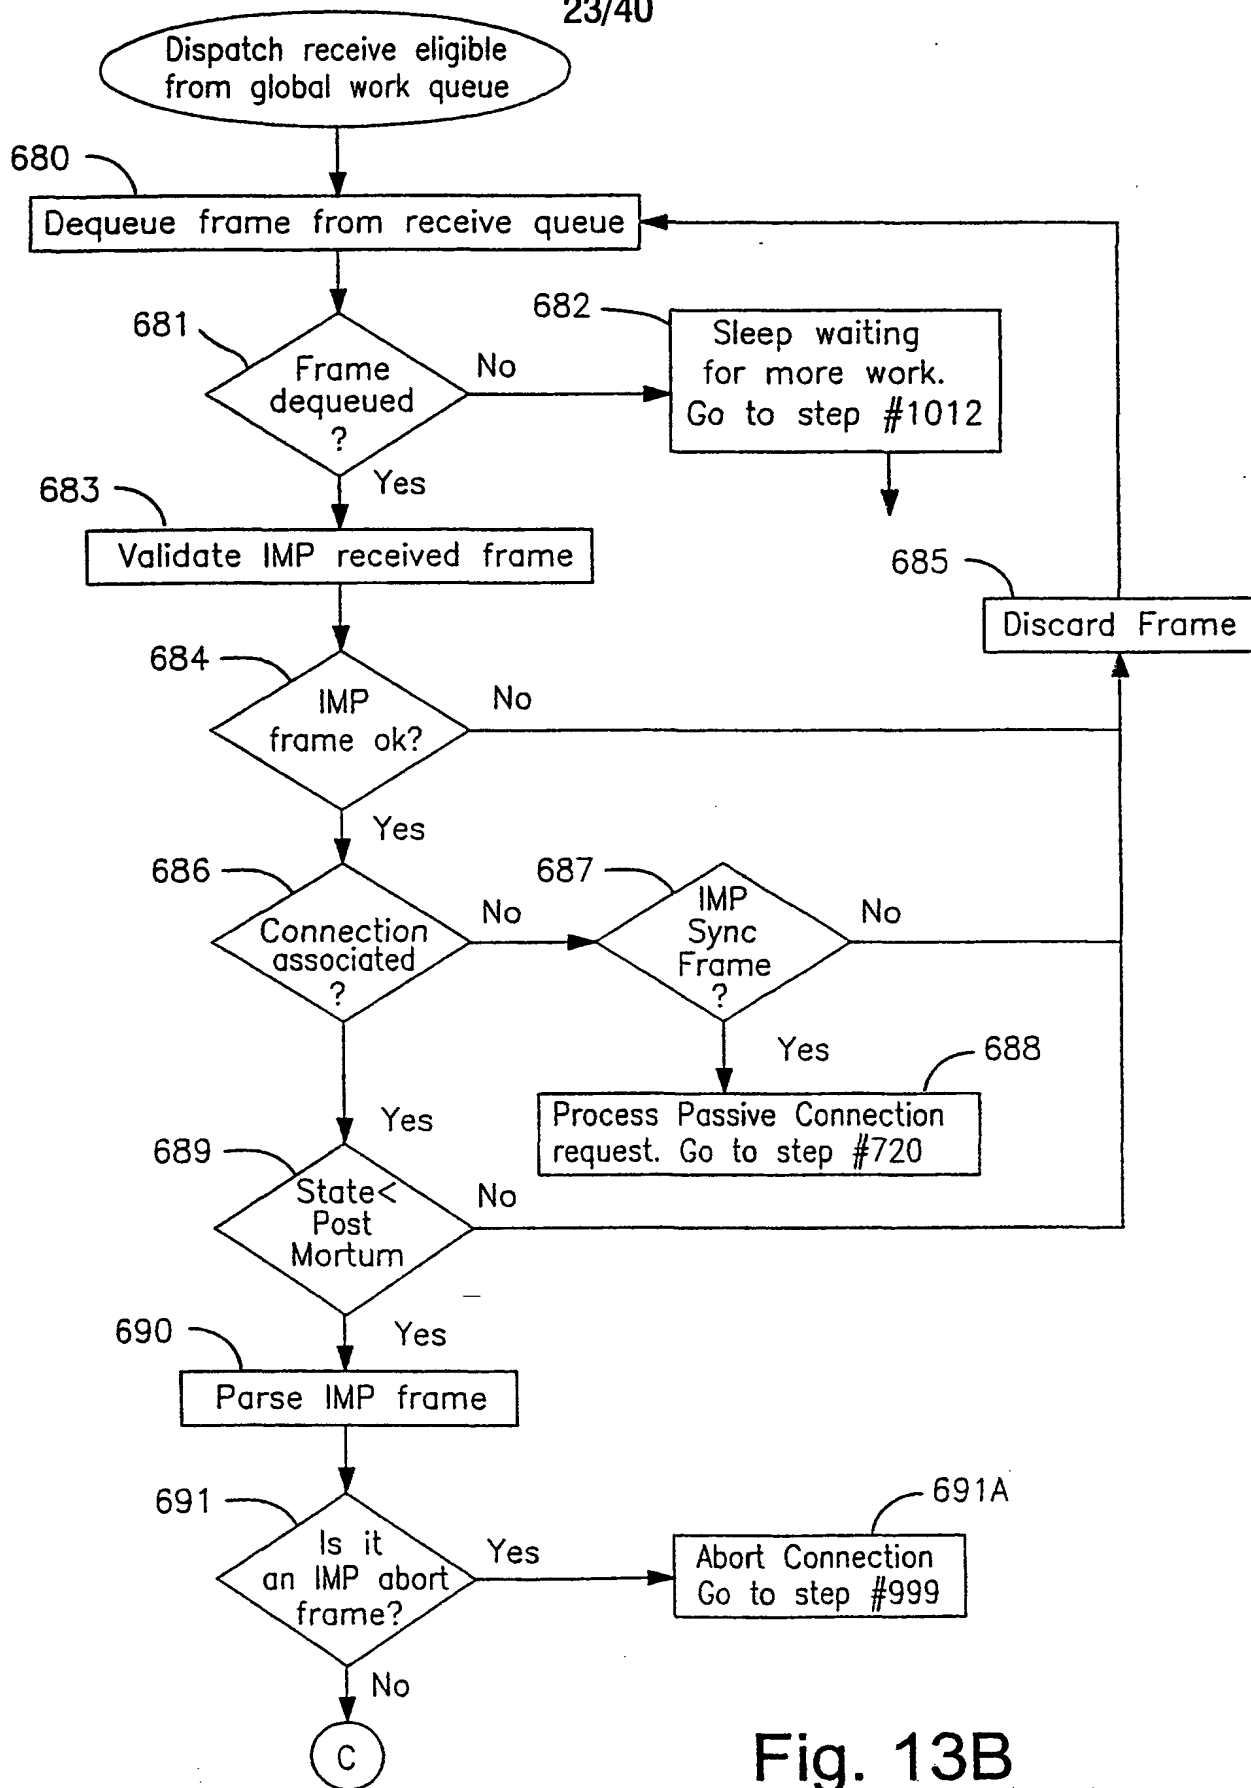 23/40
Dispatch receive eligible
from global work queue
680
Dequeue frame from receive queue
681
Frame
dequeued
?
No
682
Sleep waiting
for more work.
Go to step #1012
Yes
683
Validate IMP received frame
685
Discard Frame
684
IMP
frame ok?
No
Yes
686
Connection
associated
?
No
687
IMP
Sync
Frame
?
No
Yes
688
Process Passive Connection
request. Go to step #720
Yes
689
State<
Post
Mortum
No
Yes
690
Parse IMP frame
691
Is it
an IMP abort
frame?
Yes
691A
Abort Connection
Go to step #999
No
C
Fig. 13B